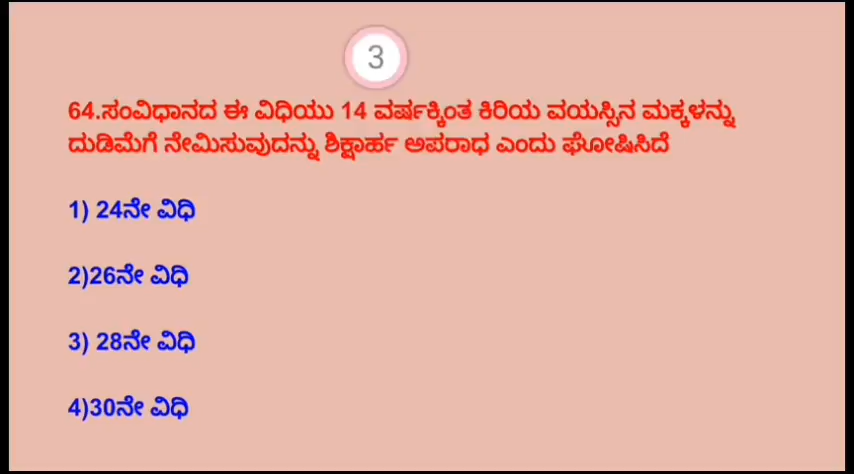 3
64.ಸಂವಿಧಾನದ ಈ ವಿಧಿಯು 14 ವರ್ಷಕ್ಕಿಂತ ಕಿರಿಯ ವಯಸ್ಸಿನ ಮಕ್ಕಳನ್ನು
ದುಡಿಮೆಗೆ ನೇಮಿಸುವುದನ್ನು ಶಿಕ್ಷಾರ್ಹ ಅಪರಾಧ ಎಂದು ಘೋಷಿಸಿದೆ
1) 24ನೇ ವಿಧಿ
2)26ನೇ ವಿಧಿ
3) 28ನೇ ವಿಧಿ
4)30ನೇ ವಿಧಿ